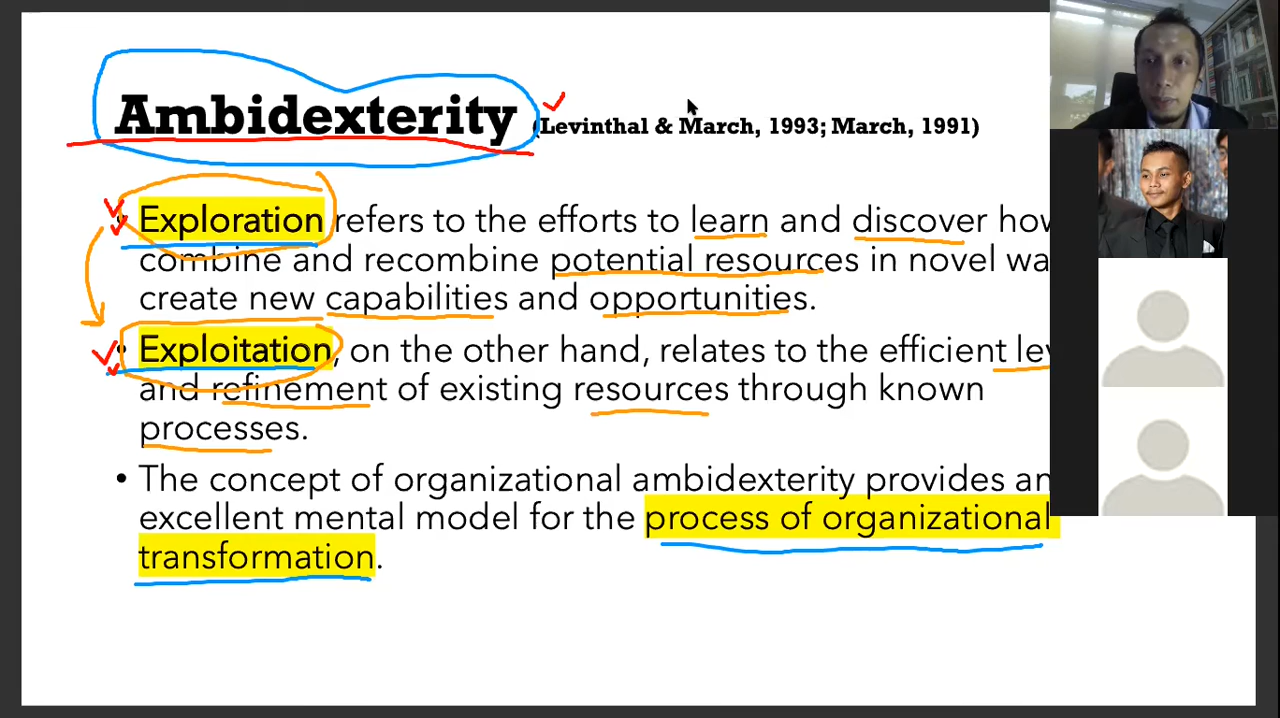 Ambidexterity (Levinthal & March, 1993; March, 1991)
• Exploration refers to the efforts to learn and discover how
combine and recombine potential resources in novel wa
create new capabilities and opportunities.
• Exploitation, on the other hand, relates to the efficient lev
and refinement of existing resources through known
processes.
• The concept of organizational ambidexterity provides an
excellent mental model for the process of organizational
transformation.